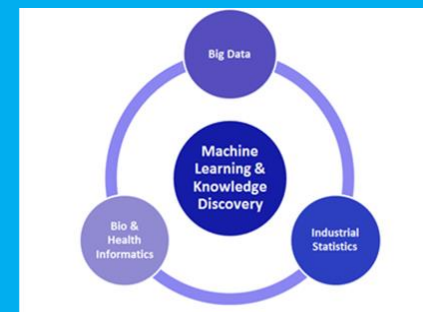 Big Data
Machine
Learning &
Knowledge
Discovery
Bio &
Health
Informatics
Industrial
Statistics